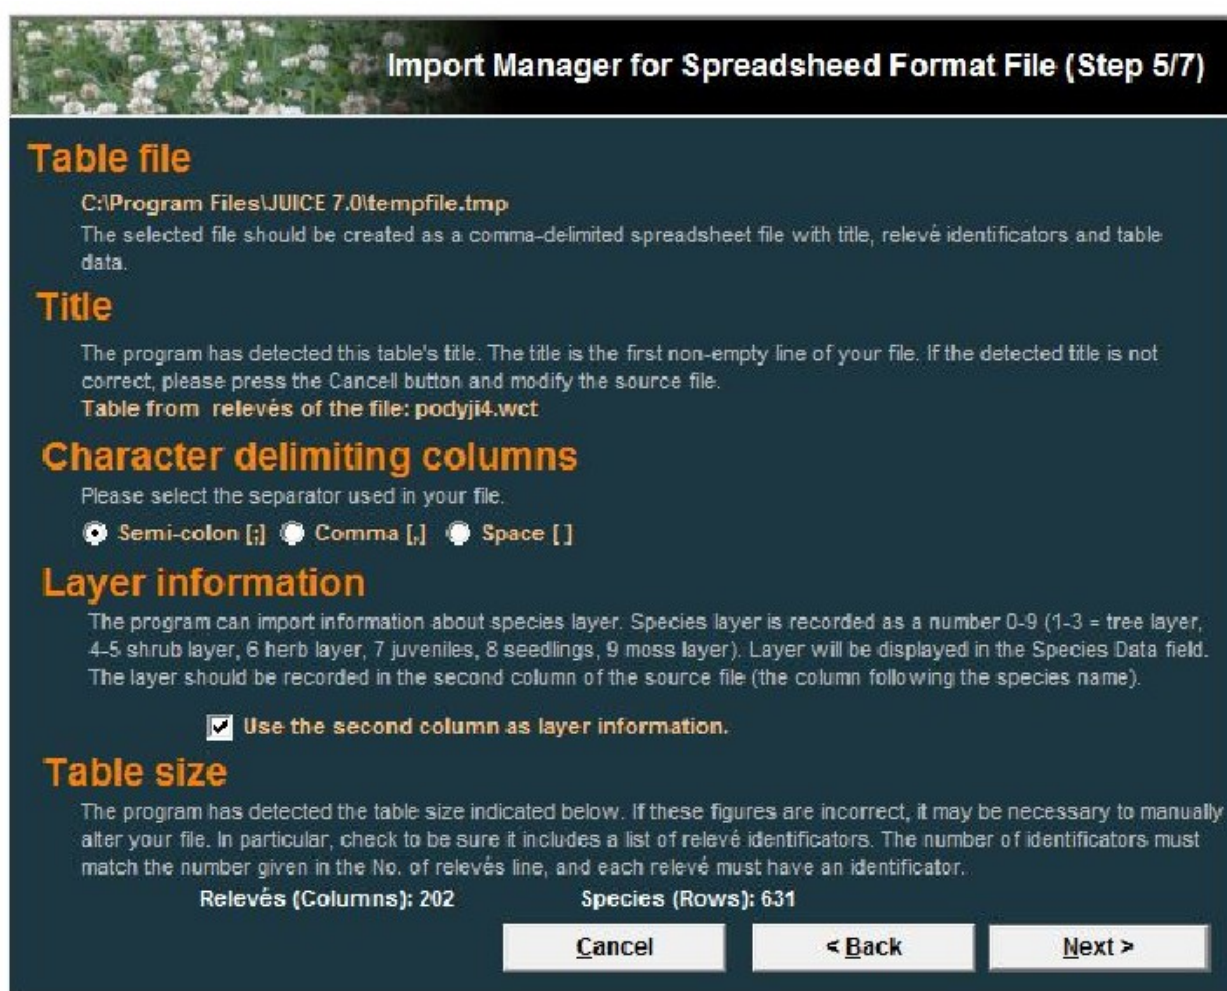 Import Manager for Spreadsheed Format File (Step 5/7)
Table file
C:\Program Files\JUICE 7.0\tempfile.tmp
The selected file should be created as a comma-delimited spreadsheet file with title, relevé identificators and table
data.
Title
The program has detected this table's title. The title is the first non-empty line of your file. If the detected title is not
correct, please press the Cancell button and modify the source file.
Table from  relevés of the file: podyji4.wct
Character delimiting columns
Please select the separator used in your file.
Semi-colon [;] Comma [,] Space [ ]
Layer information
The program can import information about species layer. Species layer is recorded as a number 0-9 (1-3 = tree layer,
4-5 shrub layer, 6 herb layer, 7 juveniles, 8 seedlings, 9 moss layer). Layer will be displayed in the Species Data field.
The layer should be recorded in the second column of the source file (the column following the species name).
Use the second column as layer information.
Table size
The program has detected the table size indicated below. If these figures are incorrect, it may be necessary to manually
alter your file. In particular, check to be sure it includes a list of relevé identificators. The number of identificators must
match the number given in the No. of relevés line, and each relevé must have an identificator.
Relevés (Columns): 202 Species (Rows): 631
Cancel < Back Next >